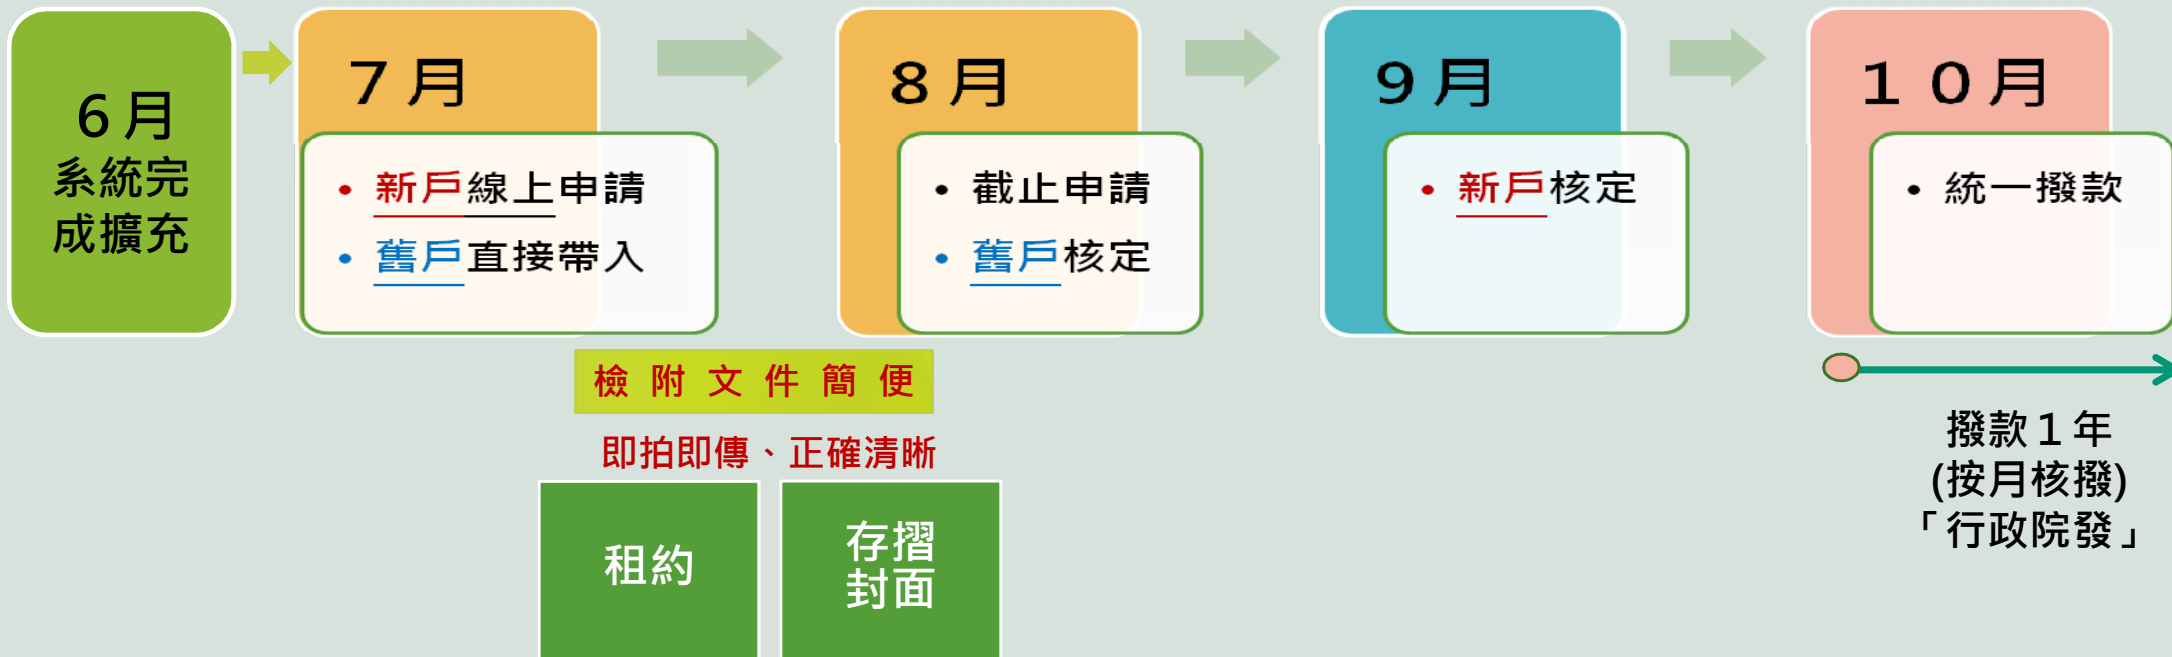 6月
系統完
成擴充
7月
• 新戶線上申請
• 舊戶直接帶入
8月
• 截止申請
• 舊戶核定
9月
• 新戶核定
10月
• 統一撥款
檢附文件簡便
即拍即傳、正確清晰
租約
存摺
封面
撥款1年
(按月核撥)
「行政院發」